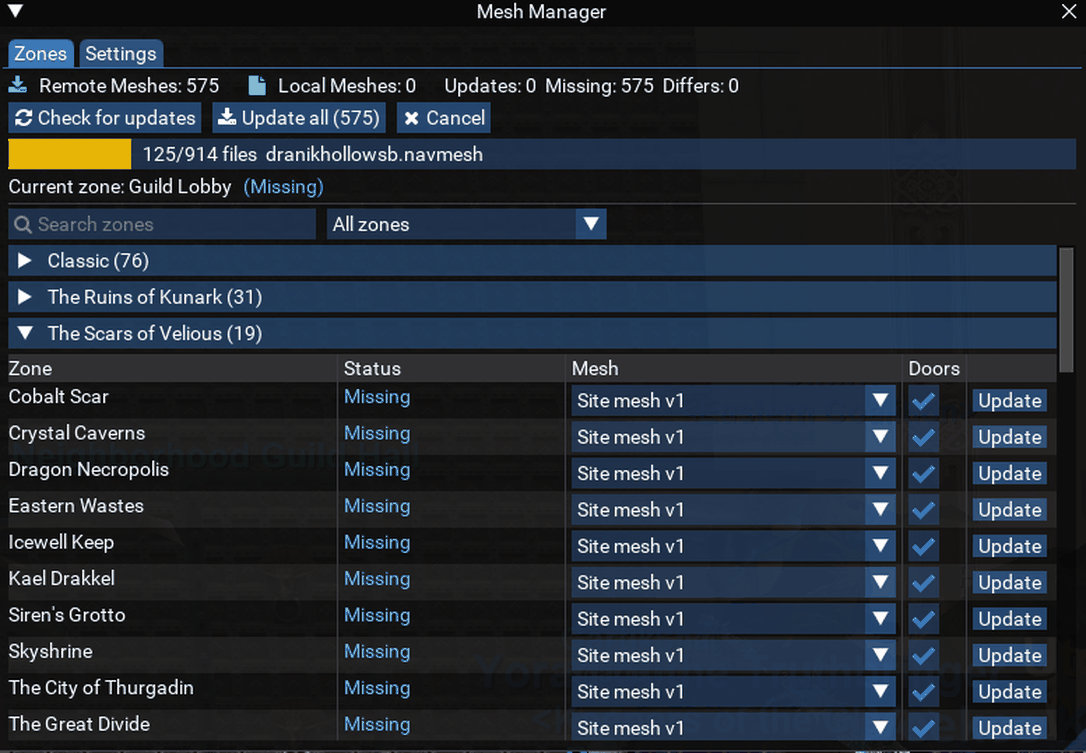 Mesh Manager
Zones Settings
Remote Meshes: 575 Local Meshes: 0 Updates: 0 Missing: 575 Differs: 0
Check for updates Update all (575) Cancel
125/914 files dranikhollowsb.navmesh
Current zone: Guild Lobby (Missing)
Search zones All zones
Classic (76)
The Ruins of Kunark (31)
The Scars of Velious (19)
Zone Status Mesh Doors
Cobalt Scar Missing Site mesh v1 Update
Crystal Caverns Missing Site mesh v1 Update
Dragon Necropolis Missing Site mesh v1 Update
Eastern Wastes Missing Site mesh v1 Update
Icewell Keep Missing Site mesh v1 Update
Kael Drakkel Missing Site mesh v1 Update
Siren's Grotto Missing Site mesh v1 Update
Skyshrine Missing Site mesh v1 Update
The City of Thurgadin Missing Site mesh v1 Update
The Great Divide Missing Site mesh v1 Update